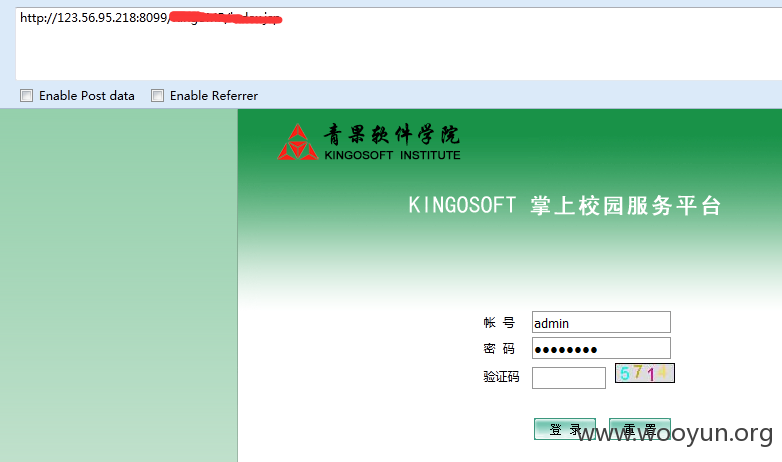 http://123.56.95.218:8099/
Enable Post data Enable Referrer
青果软件学院
KINGOSOFT INSTITUTE
KINGOSOFT 掌上校园服务平台
帐 号 admin
密 码 ●●●●●●●●
验证码 5714
登 录 重 置
www.wooyun.org